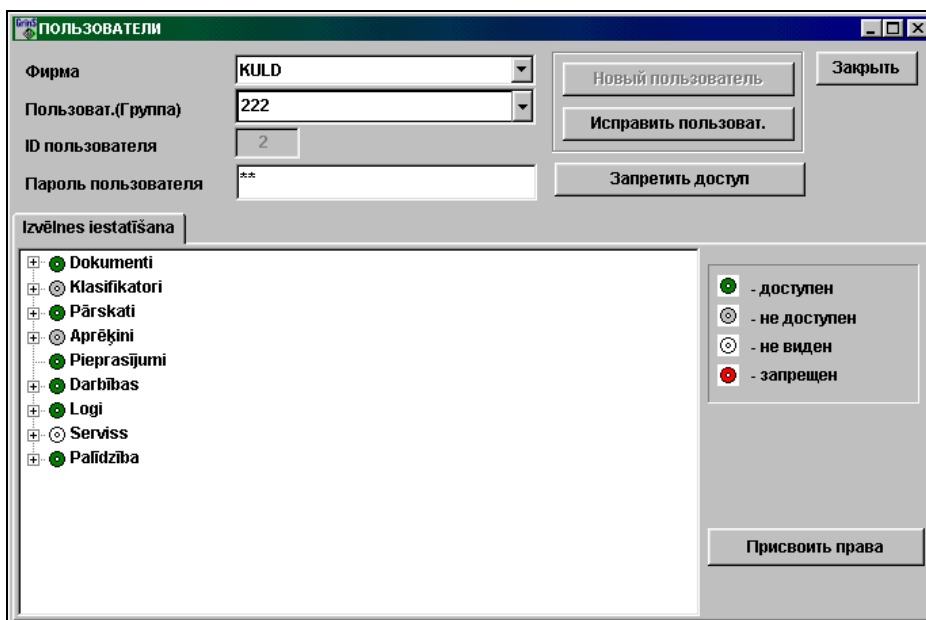 GrinS ПОЛЬЗОВАТЕЛИ
Фирма KULD Новый пользователь Закрыть
Пользоват.(Группа) 222 Исправить пользоват.
ID пользователя 2
Пароль пользователя ** Запретить доступ
Izvēlnes iestatīšana
Dokumenti
Klasifikatori
Pārskati
Aprēķini
Pieprasījumi
Darbības
Logi
Serviss
Palīdzība
- доступен
- не доступен
- не виден
- запрещен
Присвоить права